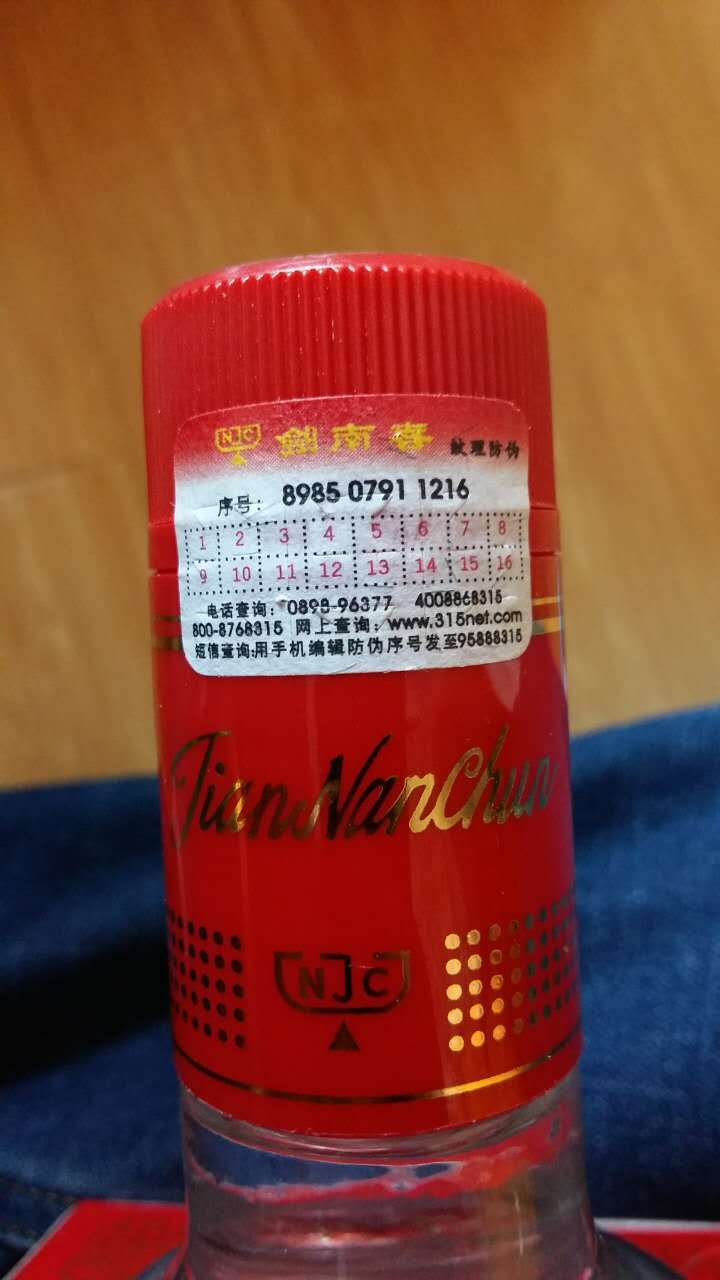 NJC 剑南春 纹理防伪
序号: 8985 0791 1216
1 2 3 4 5 6 7 8
9 10 11 12 13 14 15 16
电话查询: 0898-96377 4008868315
800-8768315 网上查询: www.315net.com
短信查询:用手机编辑防伪序号发至95888315
JianNanChun
NJC